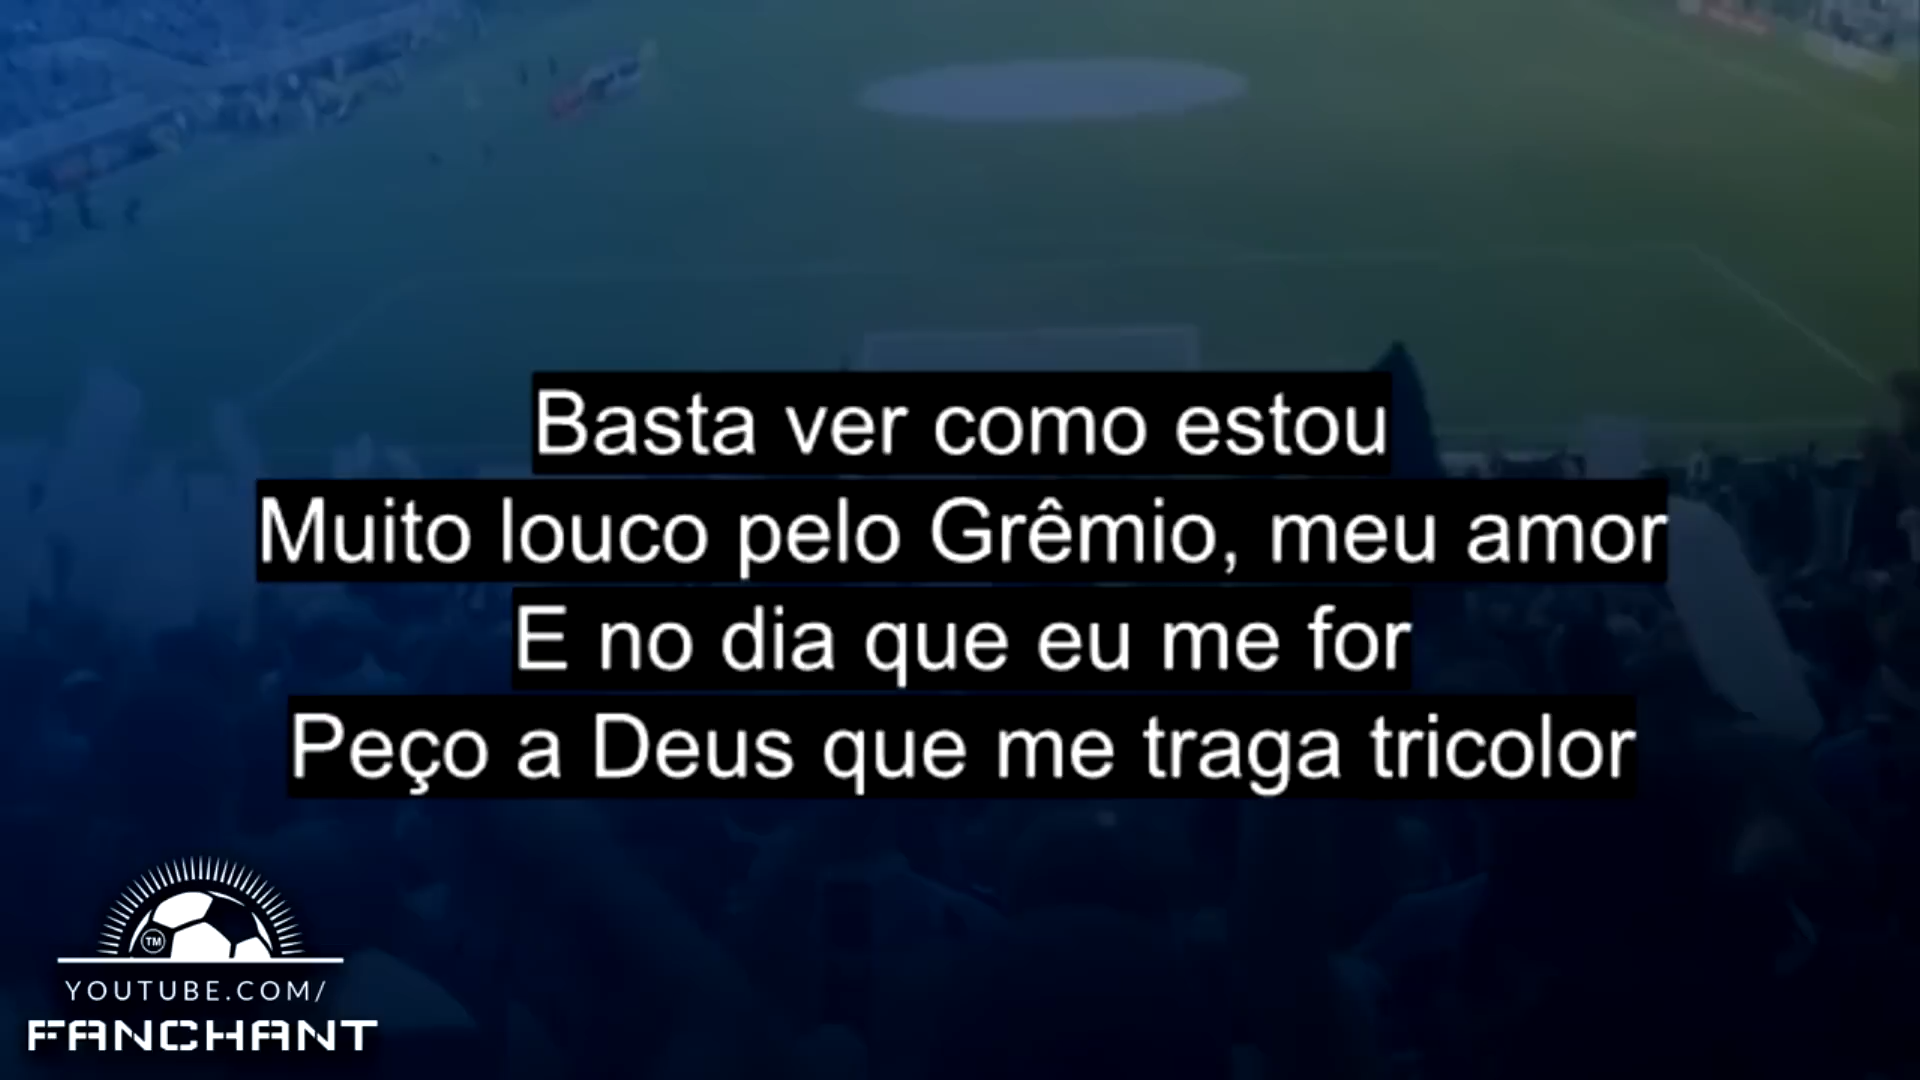 Basta ver como estou
Muito louco pelo Grêmio, meu amor
E no dia que eu me for
Peço a Deus que me traga tricolor
TM
YOUTUBE.COM/
FANCHANT